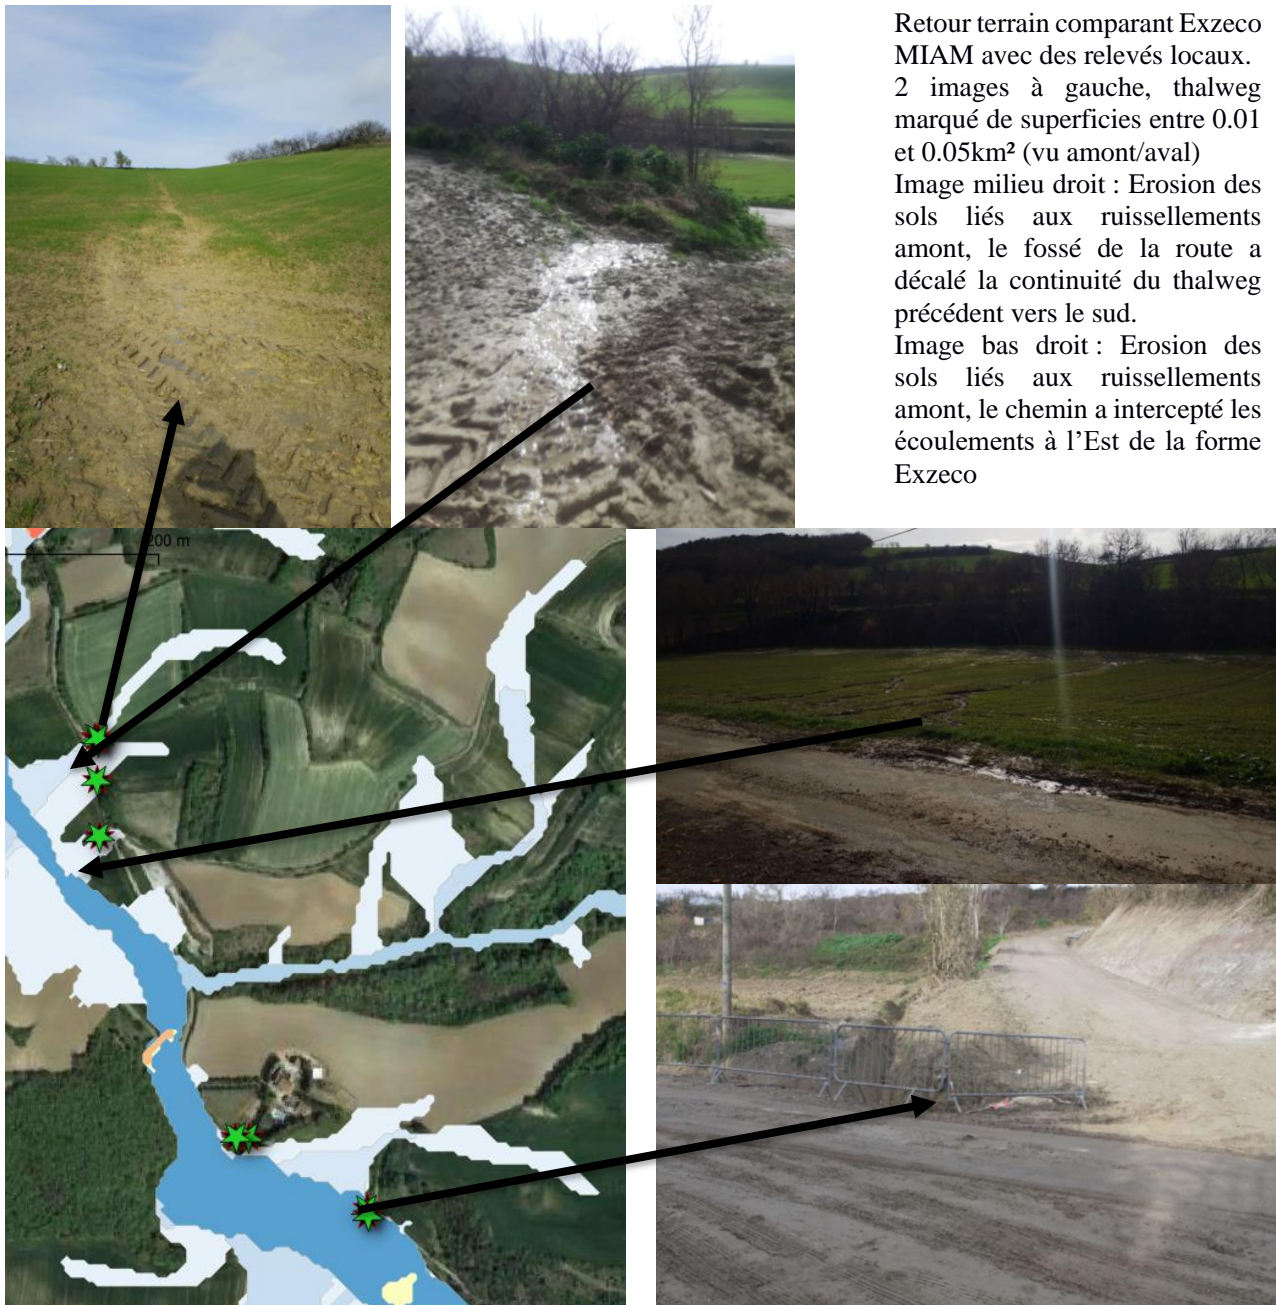 Retour terrain comparant Exzeco
MIAM avec des relevés locaux.
2 images à gauche, thalweg
marqué de superficies entre 0.01
et 0.05km² (vu amont/aval)
Image milieu droit : Erosion des
sols liés aux ruissellements
amont, le fossé de la route a
décalé la continuité du thalweg
précédent vers le sud.
Image bas droit : Erosion des
sols liés aux ruissellements
amont, le chemin a intercepté les
écoulements à l’Est de la forme
Exzeco
200 m